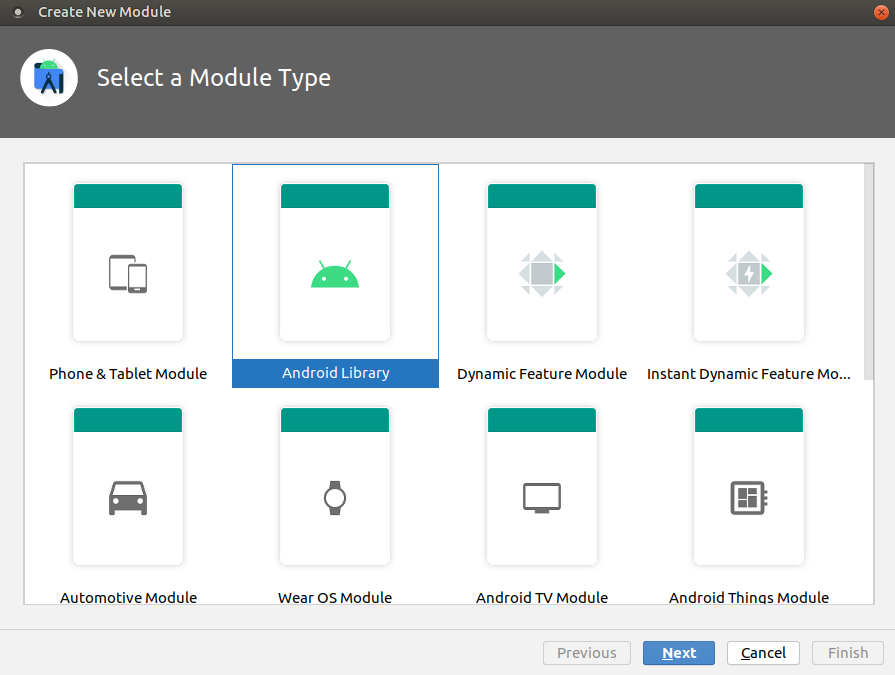 Create New Module
Select a Module Type
Phone & Tablet Module
Android Library
Dynamic Feature Module
Instant Dynamic Feature Mo...
Automotive Module
Wear OS Module
Android TV Module
Android Things Module
Previous
Next
Cancel
Finish